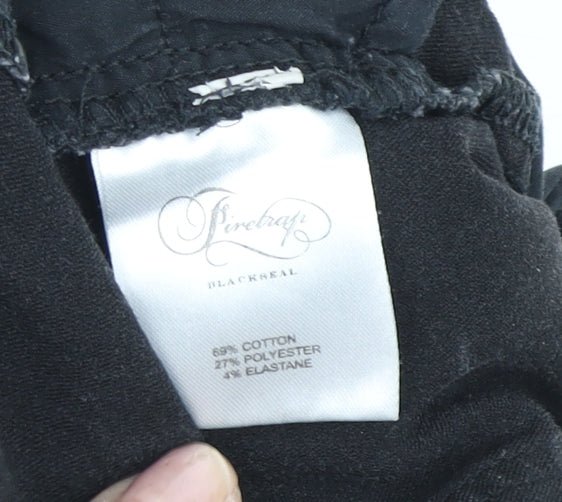 Firetrap
BLACKSEAL
69% COTTON
27% POLYESTER
4% ELASTANE